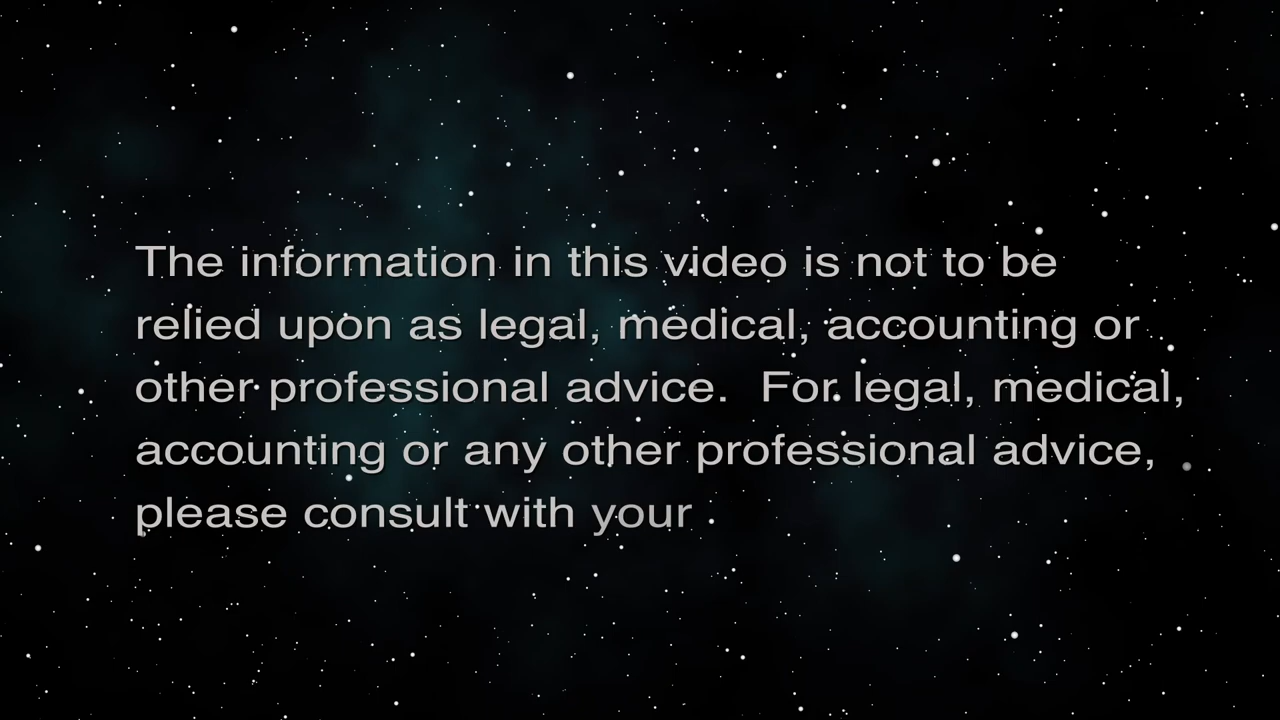 The information in this video is not to be
relied upon as legal, medical, accounting or
other professional advice.  For legal, medical,
accounting or any other professional advice,
please consult with your